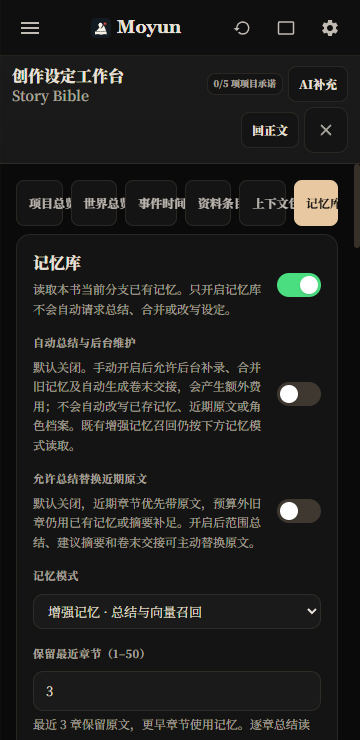 Moyun
创作设定工作台
Story Bible
0/5 项项目承诺
AI补充
回正文
项目总览
世界总
事件时间
资料条目
上下文
记忆库
记忆库
读取本书当前分支已有记忆。只开启记忆库
不会自动请求总结、合并或改写设定。
自动总结与后台维护
默认关闭。手动开启后允许后台补录、合并
旧记忆及自动生成卷末交接，会产生额外费
用；不会自动改写已存记忆、近期原文或角
色档案。既有增强记忆召回仍按下方记忆模
式读取。
允许总结替换近期原文
默认关闭，近期章节优先带原文，预算外旧
章仍用已有记忆或摘要补足。开启后范围总
结、建议摘要和卷末交接可主动替换原文。
记忆模式
增强记忆 · 总结与向量召回
保留最近章节（1–50）
3
最近 3 章保留原文，更早章节使用记忆。逐章总结读